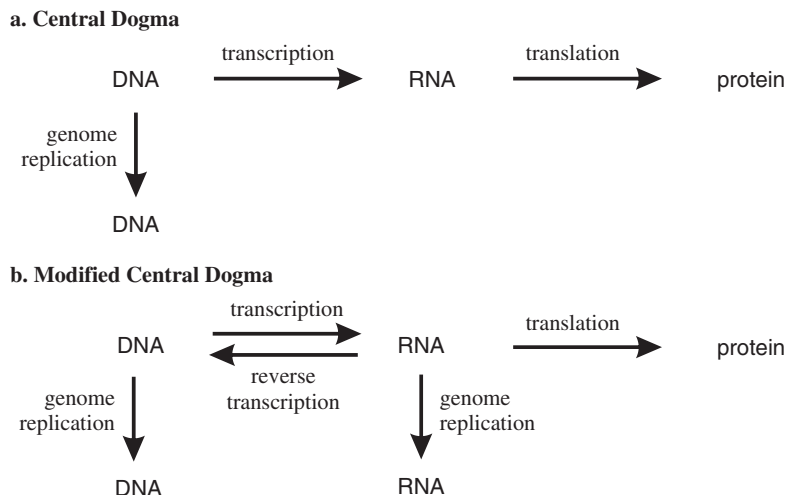 a. Central Dogma
transcription
translation
DNA
RNA
protein
genome
replication
DNA
b. Modified Central Dogma
transcription
translation
DNA
RNA
protein
reverse
transcription
genome
replication
genome
replication
DNA
RNA